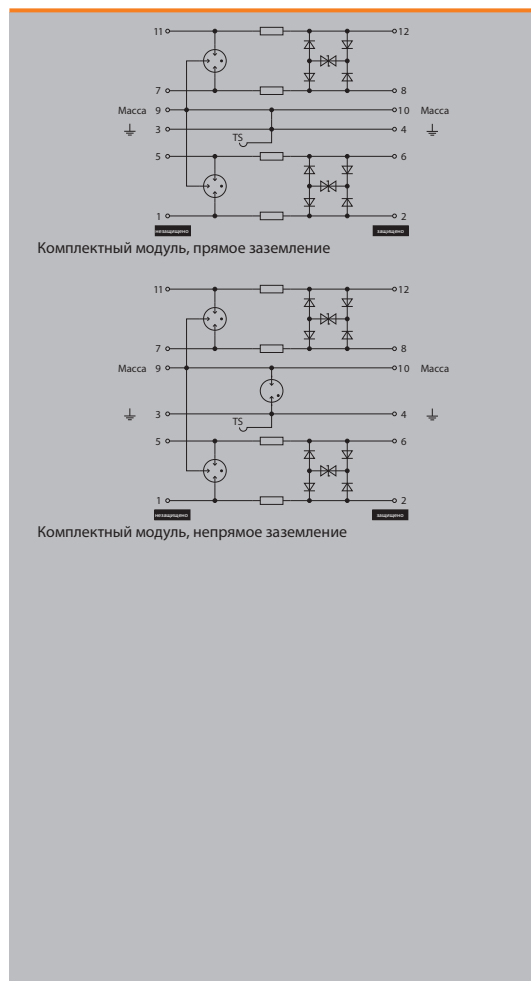 11 12
7 8
Масса 9 10 Масса
3 4
TS
5 6
1 2
незащищено защищено
Комплектный модуль, прямое заземление
11 12
7 8
Масса 9 10 Масса
3 4
TS
5 6
1 2
незащищено защищено
Комплектный модуль, непрямое заземление